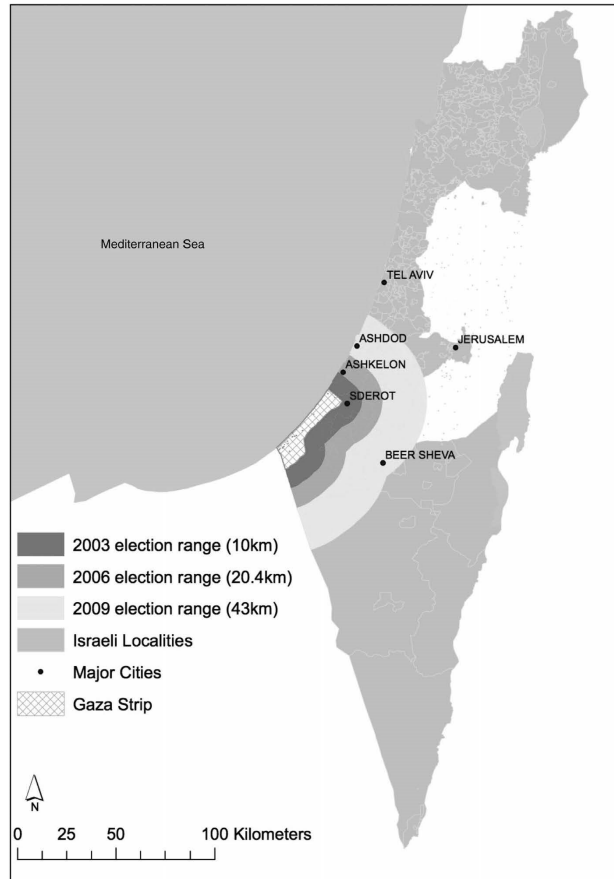 Mediterranean Sea
TEL AVIV
ASHDOD
JERUSALEM
ASHKELON
SDEROT
BEER SHEVA
2003 election range (10km)
2006 election range (20.4km)
2009 election range (43km)
Israeli Localities
Major Cities
Gaza Strip
N
0 25 50 100 Kilometers